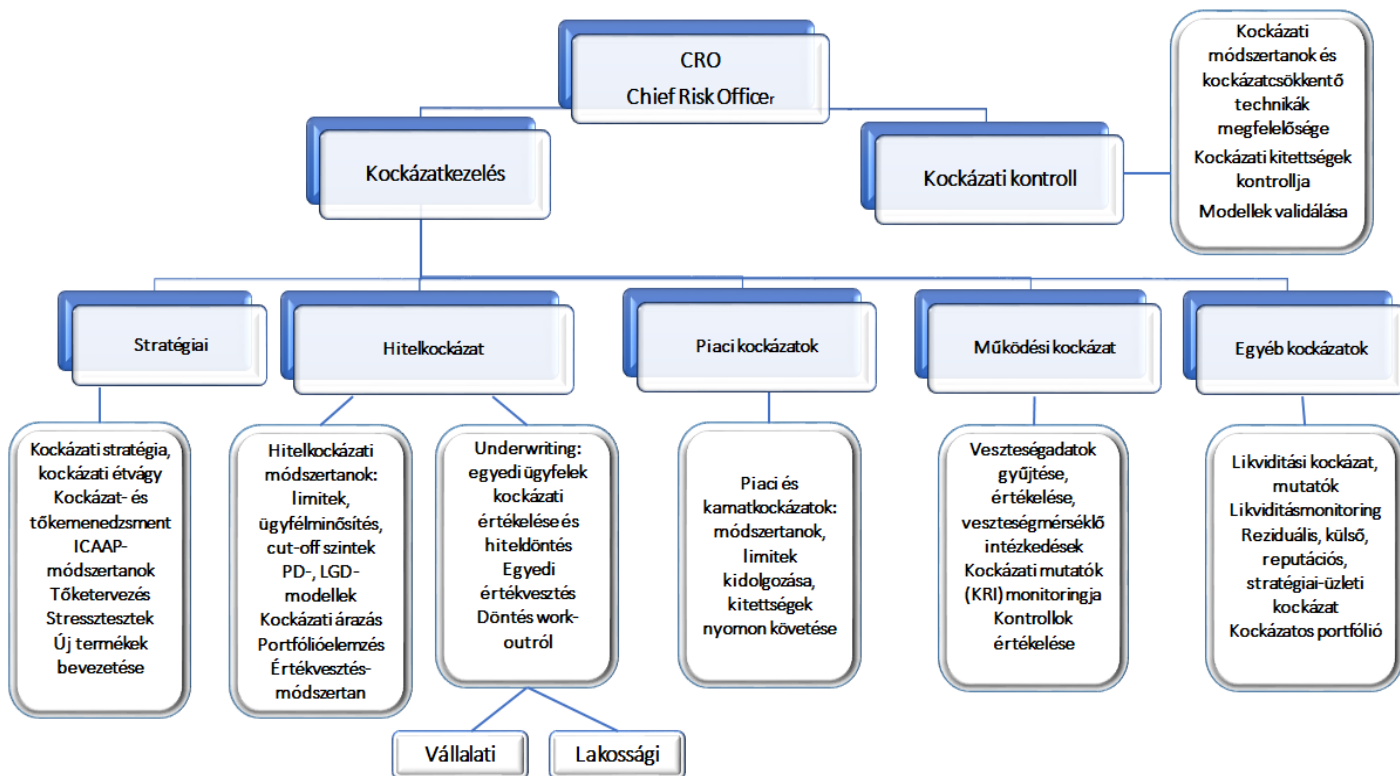 CRO
Chief Risk Officer
Kockázati
módszertanok és
kockázatcsökkentő
technikák
megfelelősége
Kockázati kitettségek
kontrollja
Modellek validálása
Kockázatkezelés
Kockázati kontroll
Stratégiai
Hitelkockázat
Piaci kockázatok
Működési kockázat
Egyéb kockázatok
Kockázati stratégia,
kockázati étvágy
Kockázat- és
tőkemenedzsment
ICAAP-
módszertanok
Tőketervezés
Stressztesztek
Új termékek
bevezetése
Hitelkockázati
módszertanok:
limitek,
ügyfélminősítés,
cut-off szintek
PD-, LGD-
modellek
Kockázati árazás
Portfólióelemzés
Értékvesztés-
módszertan
Underwriting:
egyedi ügyfelek
kockázati
értékelése és
hiteldöntés
Egyedi
értékvesztés
Döntés work-
outról
Piaci és
kamatkockázatok:
módszertanok,
limitek
kidolgozása,
kitettségek
nyomon követése
Veszteségadatok
gyűjtése,
értékelése,
veszteségmérséklő
intézkedések
Kockázati mutatók
(KRI) monitoringja
Kontrollok
értékelése
Likviditási kockázat,
mutatók
Likviditásmonitoring
Reziduális, külső,
reputációs,
stratégiai-üzleti
kockázat
Kockázatos portfólió
Vállalati
Lakossági